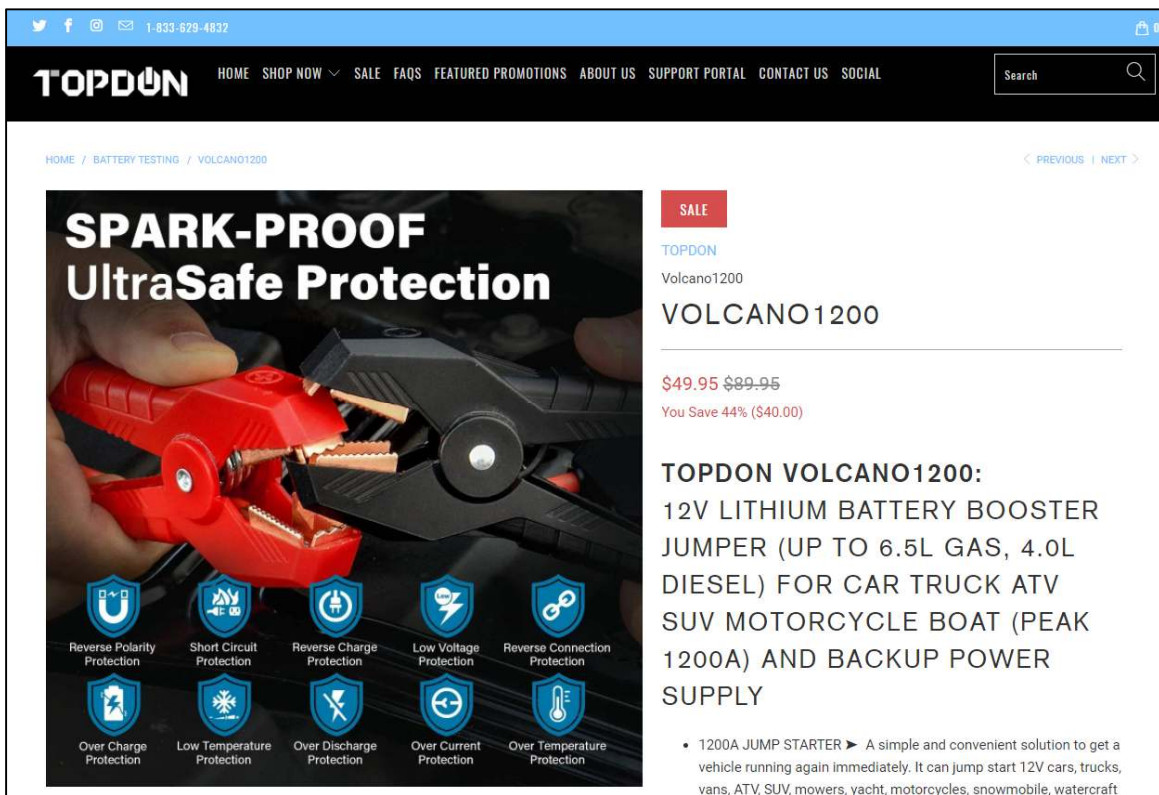 1-833-629-4832
0
TOPDON
HOME SHOP NOW SALE FAQS FEATURED PROMOTIONS ABOUT US SUPPORT PORTAL CONTACT US SOCIAL
Search
HOME / BATTERY TESTING / VOLCANO1200
< PREVIOUS | NEXT >
SPARK-PROOF
UltraSafe Protection
Reverse Polarity
Protection
Short Circuit
Protection
Reverse Charge
Protection
Low
Low Voltage
Protection
Reverse Connection
Protection
Over Charge
Protection
Low Temperature
Protection
Over Discharge
Protection
Over Current
Protection
Over Temperature
Protection
SALE
TOPDON
Volcano1200
VOLCANO1200
$49.95 $89.95
You Save 44% ($40.00)
TOPDON VOLCANO1200:
12V LITHIUM BATTERY BOOSTER
JUMPER (UP TO 6.5L GAS, 4.0L
DIESEL) FOR CAR TRUCK ATV
SUV MOTORCYCLE BOAT (PEAK
1200A) AND BACKUP POWER
SUPPLY
• 1200A JUMP STARTER ➤ A simple and convenient solution to get a
vehicle running again immediately. It can jump start 12V cars, trucks,
vans, ATV, SUV, mowers, yacht, motorcycles, snowmobile, watercraft